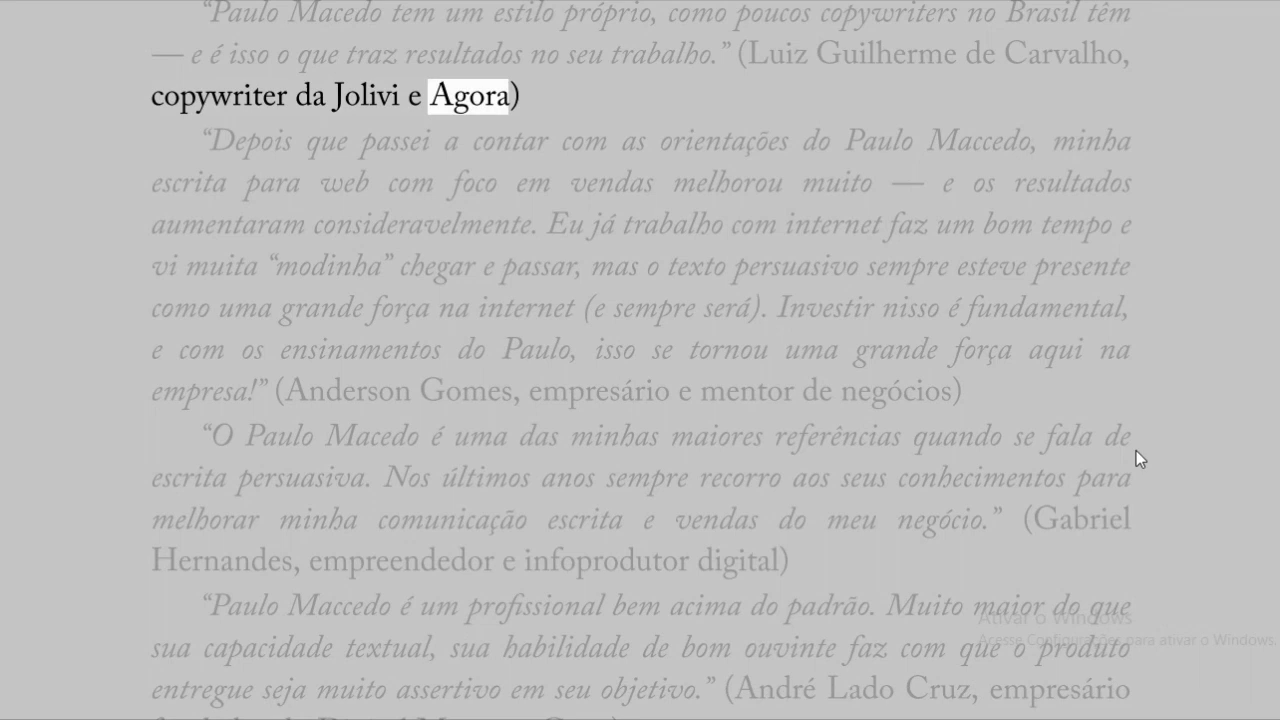 “Paulo Macedo tem um estilo próprio, como poucos copywriters no Brasil têm
— e é isso o que traz resultados no seu trabalho.” (Luiz Guilherme de Carvalho,
copywriter da Jolivi e Agora)
“Depois que passei a contar com as orientações do Paulo Maccedo, minha
escrita para web com foco em vendas melhorou muito — e os resultados
aumentaram consideravelmente. Eu já trabalho com internet faz um bom tempo e
vi muita “modinha” chegar e passar, mas o texto persuasivo sempre esteve presente
como uma grande força na internet (e sempre será). Investir nisso é fundamental,
e com os ensinamentos do Paulo, isso se tornou uma grande força aqui na
empresa!” (Anderson Gomes, empresário e mentor de negócios)
“O Paulo Macedo é uma das minhas maiores referências quando se fala de
escrita persuasiva. Nos últimos anos sempre recorro aos seus conhecimentos para
melhorar minha comunicação escrita e vendas do meu negócio.” (Gabriel
Hernandes, empreendedor e infoprodutor digital)
“Paulo Maccedo é um profissional bem acima do padrão. Muito maior do que
Ativar o Windows
Acesse Configurações para ativar o Windows.
sua capacidade textual, sua habilidade de bom ouvinte faz com que o produto
entregue seja muito assertivo em seu objetivo.” (André Lado Cruz, empresário